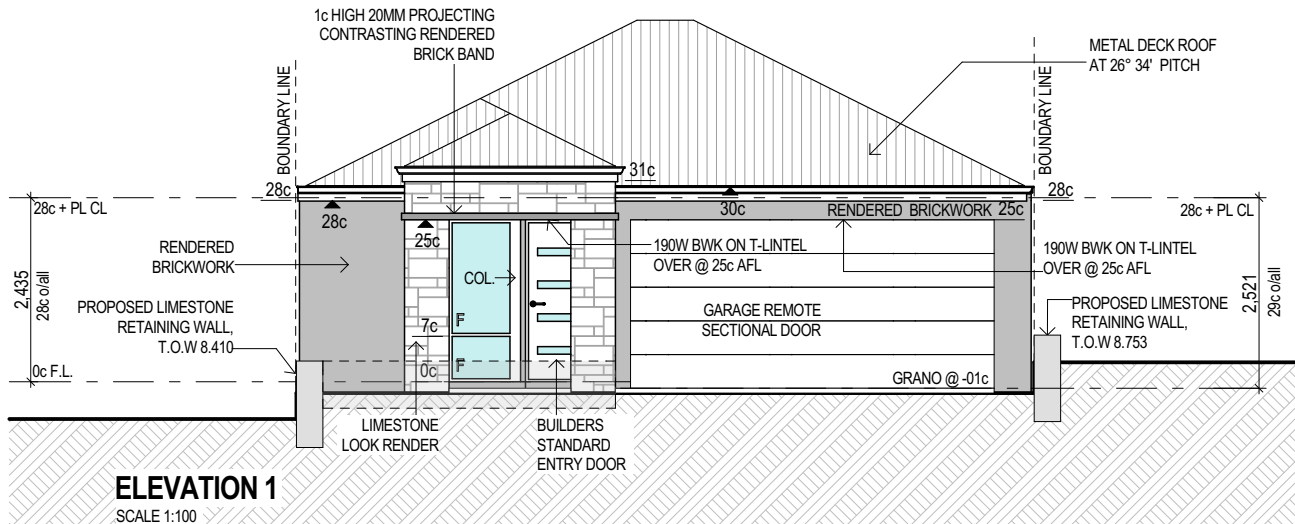 1c HIGH 20MM PROJECTING
CONTRASTING RENDERED
BRICK BAND
METAL DECK ROOF
AT 26° 34' PITCH
BOUNDARY LINE
BOUNDARY LINE
31c
28c
28c
28c + PL CL
28c
30c
RENDERED BRICKWORK
25c
28c + PL CL
25c
RENDERED
BRICKWORK
190W BWK ON T-LINTEL
OVER @ 25c AFL
190W BWK ON T-LINTEL
OVER @ 25c AFL
COL.
2,435
28c o/all
2,521
29c o/all
PROPOSED LIMESTONE
RETAINING WALL,
T.O.W 8.410
GARAGE REMOTE
SECTIONAL DOOR
PROPOSED LIMESTONE
RETAINING WALL,
T.O.W 8.753
F
7c
0c
F
0c F.L.
GRANO @ -01c
LIMESTONE
LOOK RENDER
BUILDERS
STANDARD
ENTRY DOOR
ELEVATION 1
SCALE 1:100